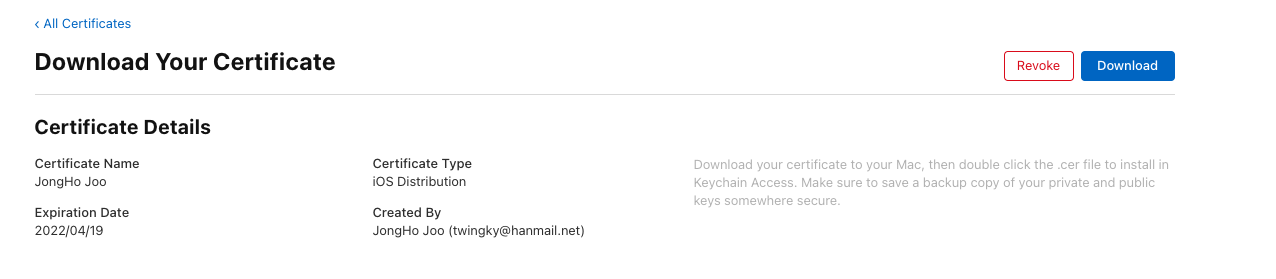 ‹ All Certificates
Download Your Certificate
Revoke
Download
Certificate Details
Certificate Name
JongHo Joo
Certificate Type
iOS Distribution
Download your certificate to your Mac, then double click the .cer file to install in
Keychain Access. Make sure to save a backup copy of your private and public
keys somewhere secure.
Expiration Date
2022/04/19
Created By
JongHo Joo (twingky@hanmail.net)